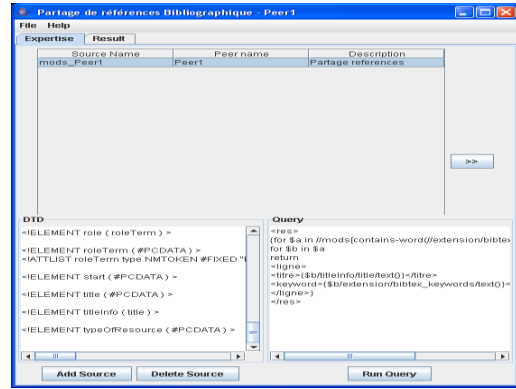 Partage de références Bibliographique - Peer1
File Help
Expertise Result
Source Name Peer name Description
mods_Peer1 Peer1 Partage references
>>
DTD
<!ELEMENT role ( roleTerm ) >
<!ELEMENT roleTerm ( #PCDATA ) >
<!ATTLIST roleTerm type NMTOKEN #FIXED "t
<!ELEMENT start ( #PCDATA ) >
<!ELEMENT title ( #PCDATA ) >
<!ELEMENT titleInfo ( title ) >
<!ELEMENT typeOfResource ( #PCDATA ) >
Query
<res>
{for $a in //mods[contains-word(//extension/bibtex
for $b in $a
return
<ligne>
<titre>{$b/titleInfo/title/text()}</titre>
<keyword>{$b/extension/bibtex_keywords/text()}<
</ligne>}
</res>
Add Source Delete Source Run Query